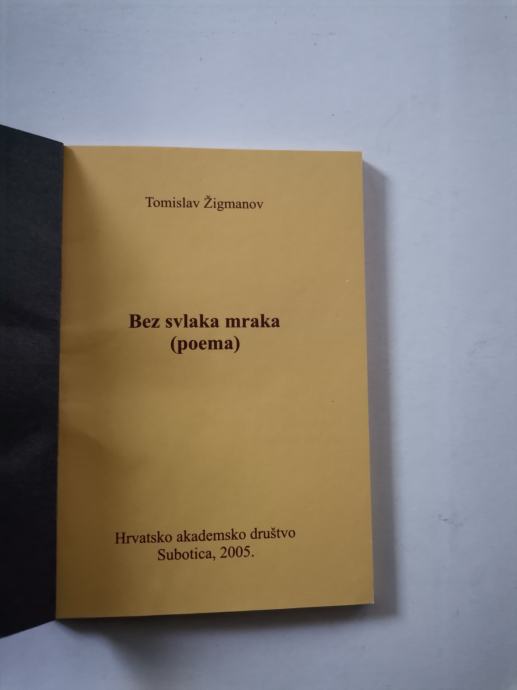 Tomislav Žigmanov
Bez svlaka mraka
(poema)
Hrvatsko akademsko društvo
Subotica, 2005.